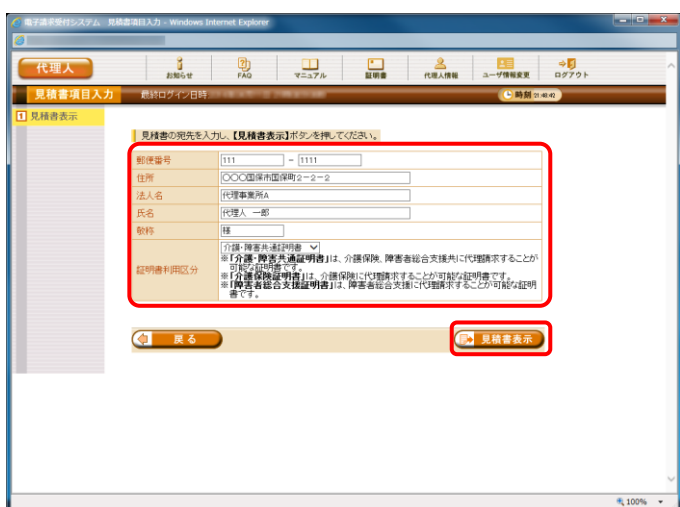 電子請求受付システム 見積書項目入力 - Windows Internet Explorer
代理人
お知らせ FAQ マニュアル 証明書 代理人情報 ユーザ情報変更 ログアウト
見積書項目入力 最終ログイン日時 時刻 21:48:42
1 見積書表示
見積書の宛先を入力し、【見積書表示】ボタンを押してください。
郵便番号 111 - 1111
住所 〇〇〇国保市国保町2-2-2
法人名 代理事業所A
氏名 代理人 一郎
敬称 様
証明書利用区分 介護・障害共通証明書
※「介護・障害共通証明書」は、介護保険、障害者総合支援共に代理請求することが
可能な証明書です。
※「介護保険証明書」は、介護保険に代理請求することが可能な証明書です。
※「障害者総合支援証明書」は、障害者総合支援に代理請求することが可能な証明
書です。
戻る 見積書表示
100%